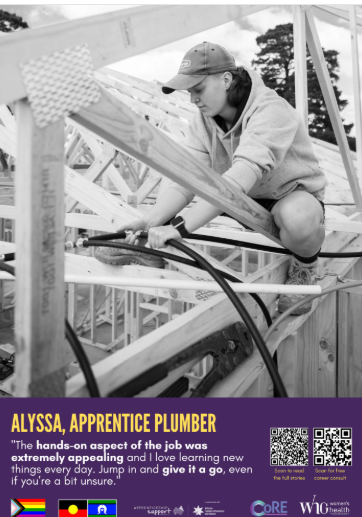 ALYSSA, APPRENTICE PLUMBER
"The hands-on aspect of the job was
extremely appealing and I love learning new
things every day. Jump in and give it a go, even
if you're a bit unsure."
Scan to read
the full stories
Scan for free
career consult
APPRENTICESHIP
support
CoRE
women's
health